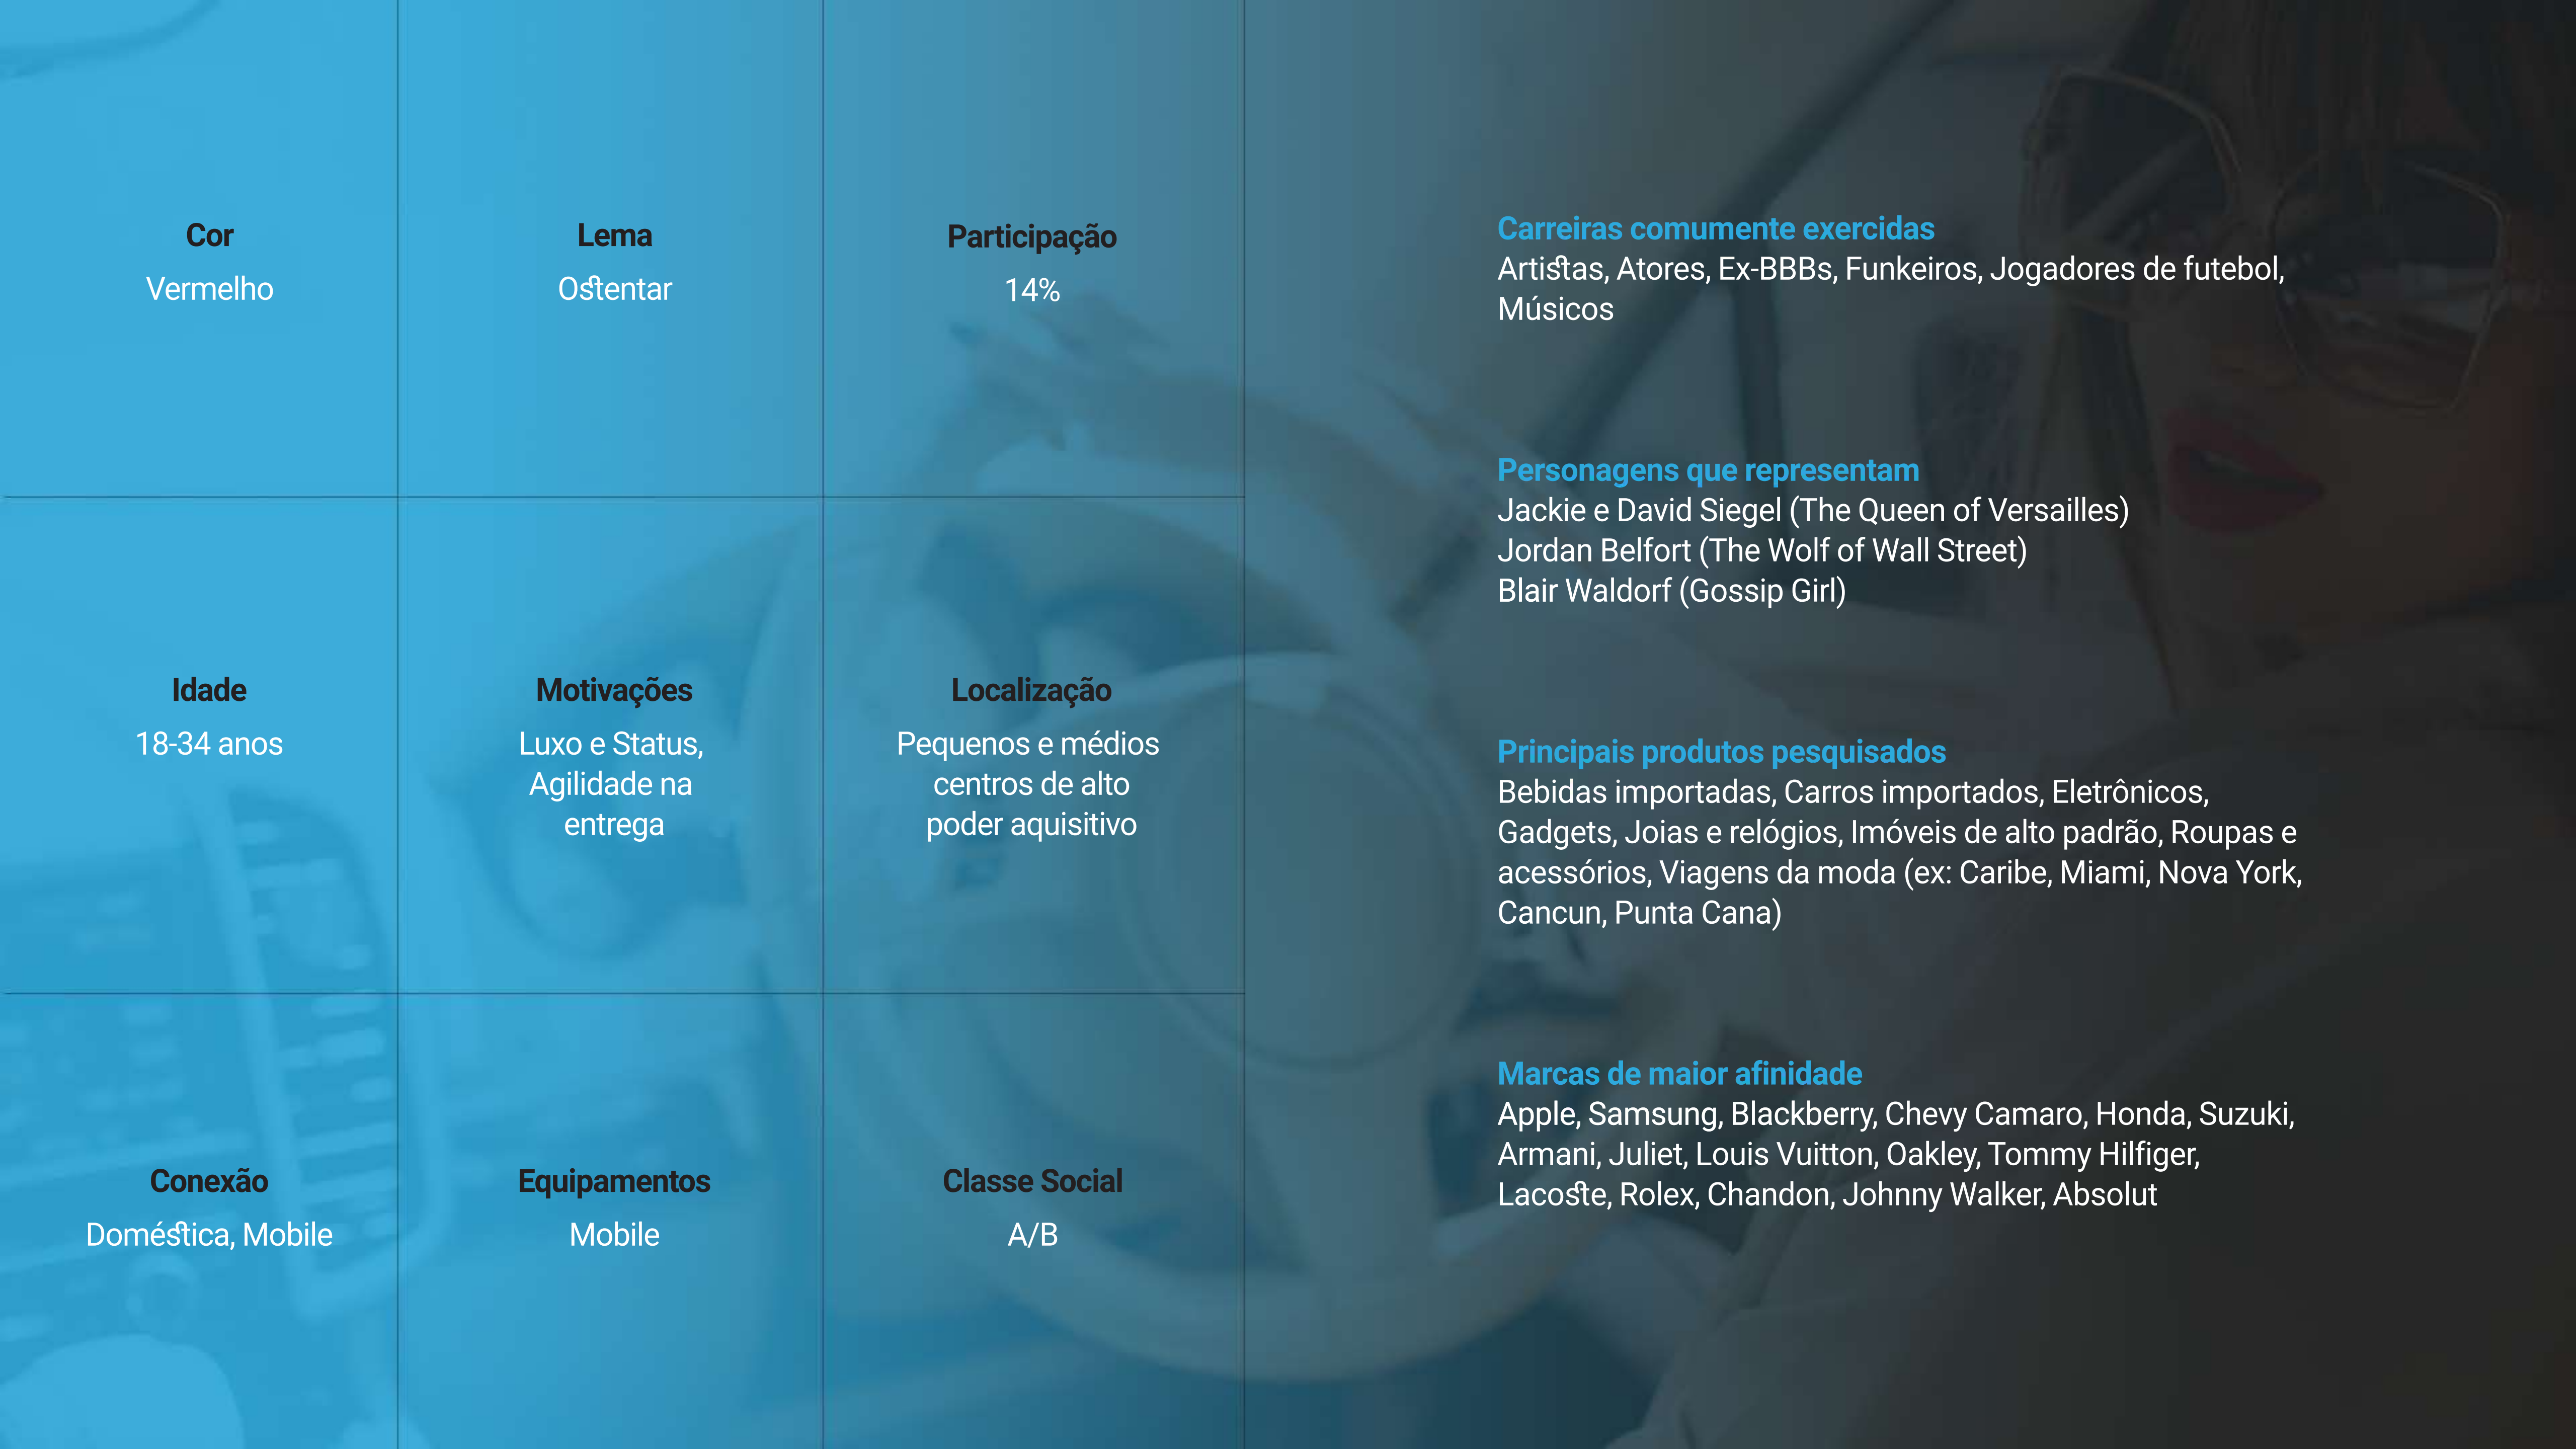 Cor
Vermelho
Lema
Ostentar
Participação
14%
Idade
18-34 anos
Motivações
Luxo e Status,
Agilidade na
entrega
Localização
Pequenos e médios
centros de alto
poder aquisitivo
Conexão
Doméstica, Mobile
Equipamentos
Mobile
Classe Social
A/B
Carreiras comumente exercidas
Artistas, Atores, Ex-BBBs, Funkeiros, Jogadores de futebol,
Músicos
Personagens que representam
Jackie e David Siegel (The Queen of Versailles)
Jordan Belfort (The Wolf of Wall Street)
Blair Waldorf (Gossip Girl)
Principais produtos pesquisados
Bebidas importadas, Carros importados, Eletrônicos,
Gadgets, Joias e relógios, Imóveis de alto padrão, Roupas e
acessórios, Viagens da moda (ex: Caribe, Miami, Nova York,
Cancun, Punta Cana)
Marcas de maior afinidade
Apple, Samsung, Blackberry, Chevy Camaro, Honda, Suzuki,
Armani, Juliet, Louis Vuitton, Oakley, Tommy Hilfiger,
Lacoste, Rolex, Chandon, Johnny Walker, Absolut